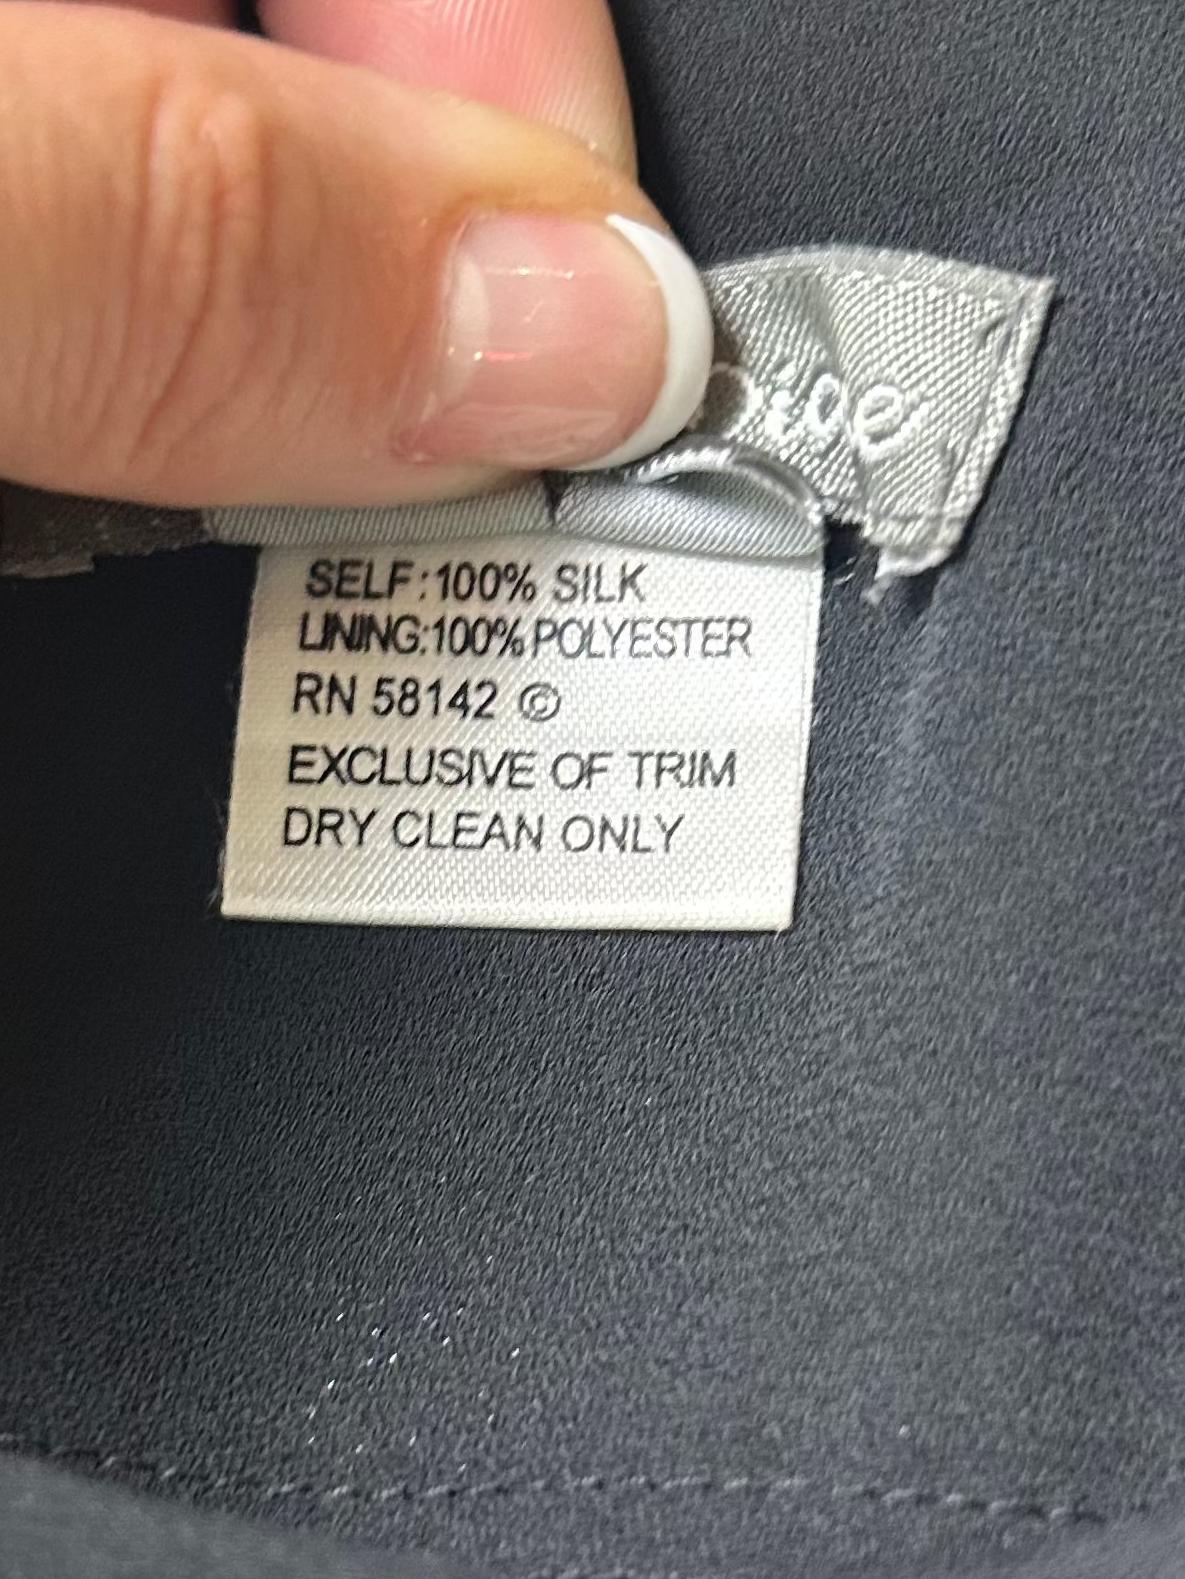 SELF:100% SILK
LINING:100% POLYESTER
RN 58142 ©
EXCLUSIVE OF TRIM
DRY CLEAN ONLY